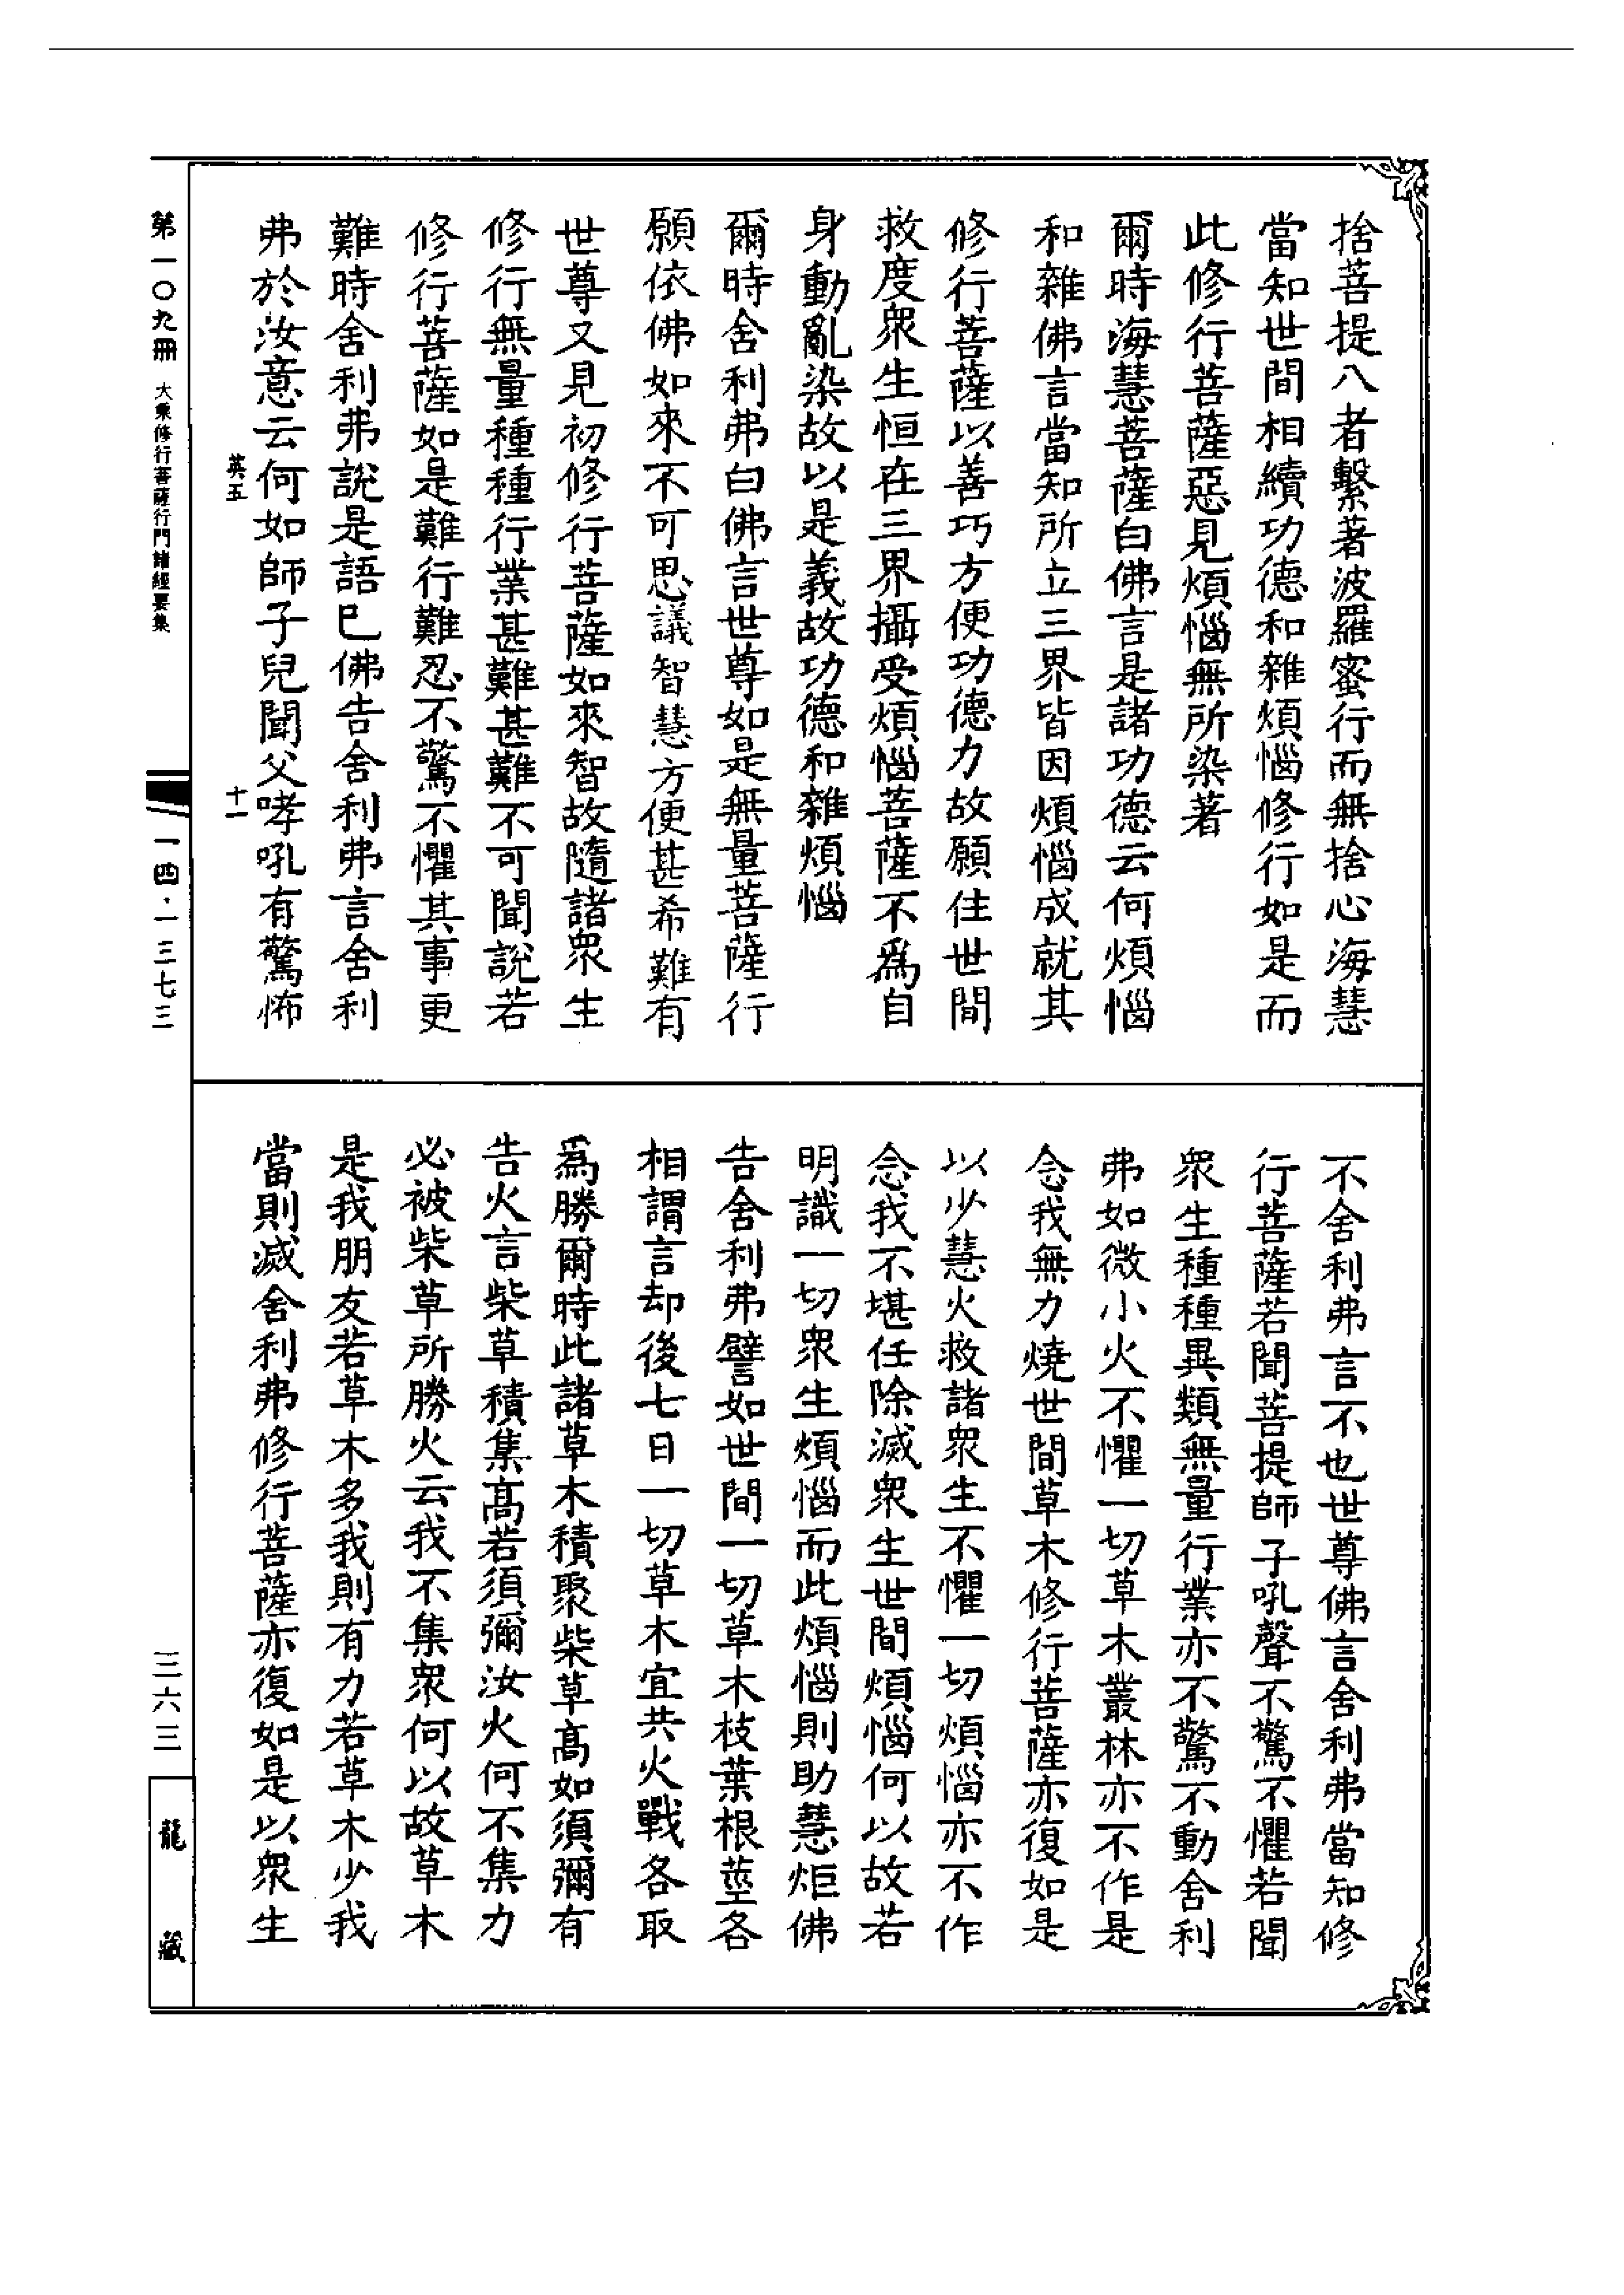 捨菩提八者繫著波羅蜜行而無捨心海慧
當知世間相續功德和雜煩惱修行如是而
此修行菩薩惡見煩惱無所染著
爾時海慧菩薩白佛言是諸功德云何煩惱
和雜佛言當知所立三界皆因煩惱成就其
修行菩薩以善巧方便功德力故願住世間
救度衆生恒在三界攝受煩惱菩薩不爲自
身動亂染故以是義故功德和雜煩惱
爾時舍利弗白佛言世尊如是無量菩薩行
願依佛如來不可思議智慧方便甚希難有
世尊又見初修行菩薩如來智故隨諸衆生
修行無量種種行業甚難甚難不可聞說若
修行菩薩如是難行難忍不驚不懼其事更
難時舍利弗說是語巳佛告舍利弗言舍利
弗於汝意云何如師子兒聞父哮吼有驚怖
不舍利弗言不也世尊佛言舍利弗當知修
行菩薩若聞菩提師子吼聲不驚不懼若聞
衆生種種異類無量行業亦不驚不動舍利
弗如微小火不懼一切草木叢林亦不作是
念我無力燒世間草木修行菩薩亦復如是
以少慧火救諸衆生不懼一切煩惱亦不作
念我不堪任除滅衆生世間煩惱何以故若
明識一切衆生煩惱而此煩惱則助慧炬佛
告舍利弗譬如世間一切草木枝葉根莖各
相謂言却後七日一切草木宜共火戰各取
爲勝爾時此諸草木積聚柴草高如須彌有
告火言柴草積集高若須彌汝火何不集力
必被柴草所勝火云我不集衆何以故草木
是我朋友若草木多我則有力若草木少我
當則滅舍利弗修行菩薩亦復如是以衆生
英五
十一
第一〇九冊
大乘修行菩薩行門諸經要集
一四·一三七三
三六三
龍藏